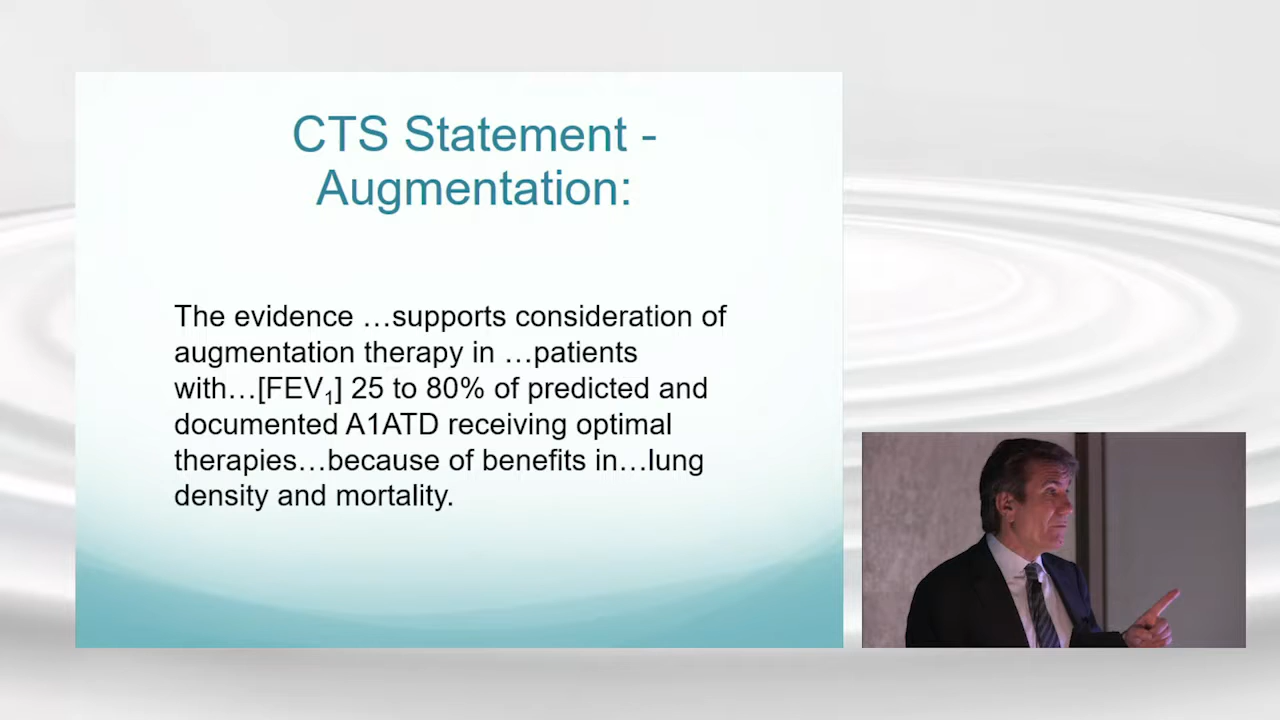 CTS Statement -
Augmentation:
The evidence …supports consideration of
augmentation therapy in …patients
with…[FEV₁] 25 to 80% of predicted and
documented A1ATD receiving optimal
therapies…because of benefits in…lung
density and mortality.